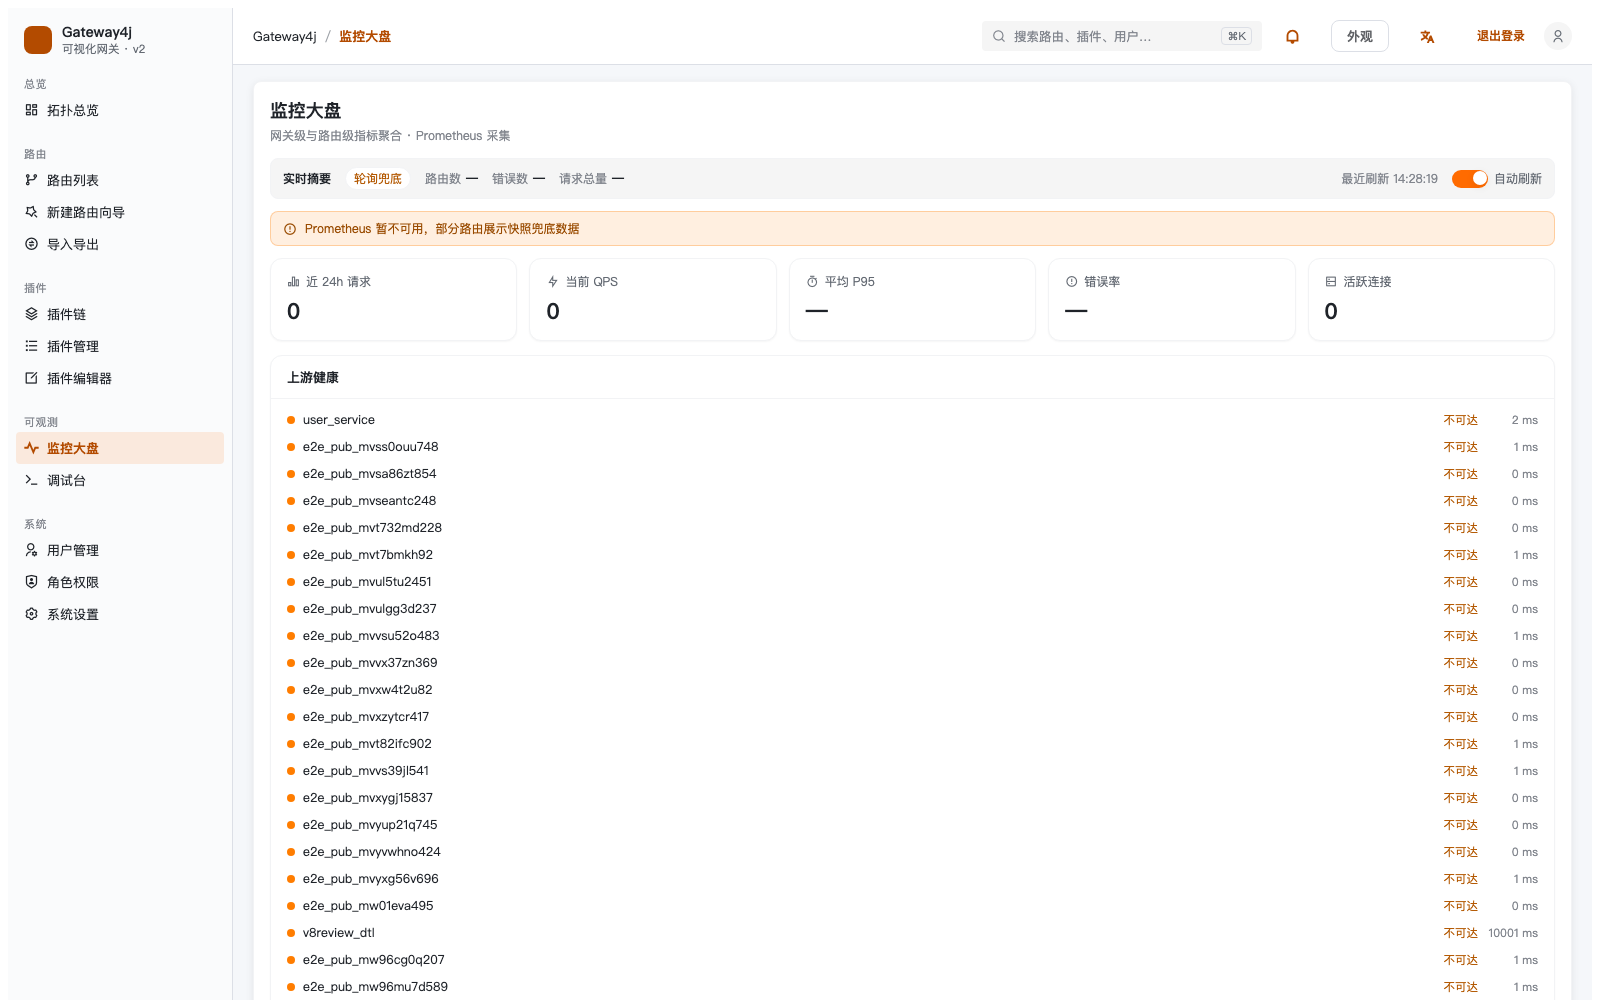 Gateway4j
可视化网关 · v2
总览
拓扑总览
路由
路由列表
新建路由向导
导入导出
插件
插件链
插件管理
插件编辑器
可观测
监控大盘
调试台
系统
用户管理
角色权限
系统设置
Gateway4j / 监控大盘
搜索路由、插件、用户... ⌘K
外观
退出登录
监控大盘
网关级与路由级指标聚合 · Prometheus 采集
实时摘要 轮询兜底 路由数 — 错误数 — 请求总量 — 最近刷新 14:28:19 自动刷新
Prometheus 暂不可用，部分路由展示快照兜底数据
近 24h 请求
0
当前 QPS
0
平均 P95
—
错误率
—
活跃连接
0
上游健康
user_service 不可达 2 ms
e2e_pub_mvss0ouu748 不可达 1 ms
e2e_pub_mvsa86zt854 不可达 0 ms
e2e_pub_mvseantc248 不可达 0 ms
e2e_pub_mvt732md228 不可达 0 ms
e2e_pub_mvt7bmkh92 不可达 1 ms
e2e_pub_mvul5tu2451 不可达 0 ms
e2e_pub_mvulgg3d237 不可达 0 ms
e2e_pub_mvvsu52o483 不可达 1 ms
e2e_pub_mvvx37zn369 不可达 0 ms
e2e_pub_mvxw4t2u82 不可达 0 ms
e2e_pub_mvxzytcr417 不可达 0 ms
e2e_pub_mvt82ifc902 不可达 1 ms
e2e_pub_mvvs39jl541 不可达 1 ms
e2e_pub_mvxygj15837 不可达 0 ms
e2e_pub_mvyup21q745 不可达 0 ms
e2e_pub_mvyvwhno424 不可达 0 ms
e2e_pub_mvyxg56v696 不可达 1 ms
e2e_pub_mw01eva495 不可达 0 ms
v8review_dtl 不可达 10001 ms
e2e_pub_mw96cg0q207 不可达 1 ms
e2e_pub_mw96mu7d589 不可达 1 ms